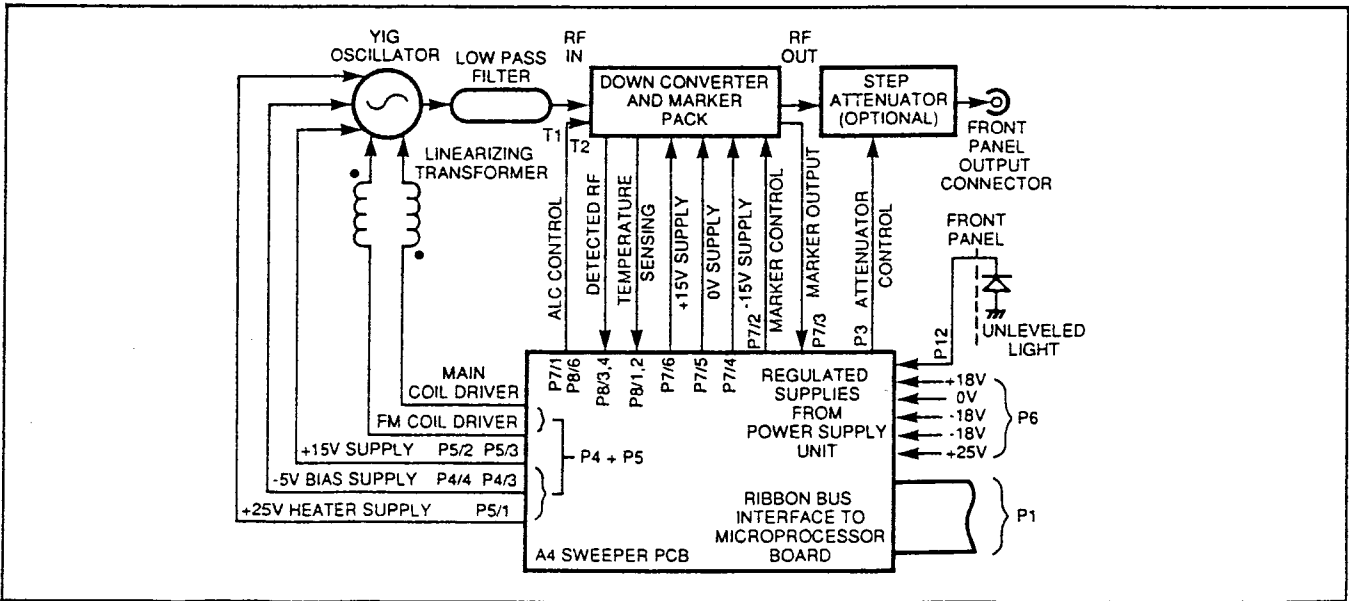 YIG
OSCILLATOR
LOW PASS
FILTER
RF
IN
RF
OUT
DOWN CONVERTER
AND MARKER
PACK
STEP
ATTENUATOR
(OPTIONAL)
FRONT
PANEL
OUTPUT
CONNECTOR
T1
T2
LINEARIZING
TRANSFORMER
ALC CONTROL
DETECTED RF
TEMPERATURE
SENSING
+15V SUPPLY
0V SUPPLY
-15V SUPPLY
MARKER CONTROL
MARKER OUTPUT
ATTENUATOR
CONTROL
FRONT
PANEL
UNLEVELED
LIGHT
P7/1
P8/6
P8/3,4
P8/1,2
P7/6
P7/5
P7/4
P7/2
P7/3
P3
P12
MAIN
COIL DRIVER
FM COIL DRIVER
+15V SUPPLY P5/2 P5/3
-5V BIAS SUPPLY P4/4 P4/3
+25V HEATER SUPPLY P5/1
P4 + P5
REGULATED
SUPPLIES
FROM
POWER SUPPLY
UNIT
+18V
0V
-18V
-18V
+25V
P6
RIBBON BUS
INTERFACE TO
MICROPROCESSOR
BOARD
P1
A4 SWEEPER PCB